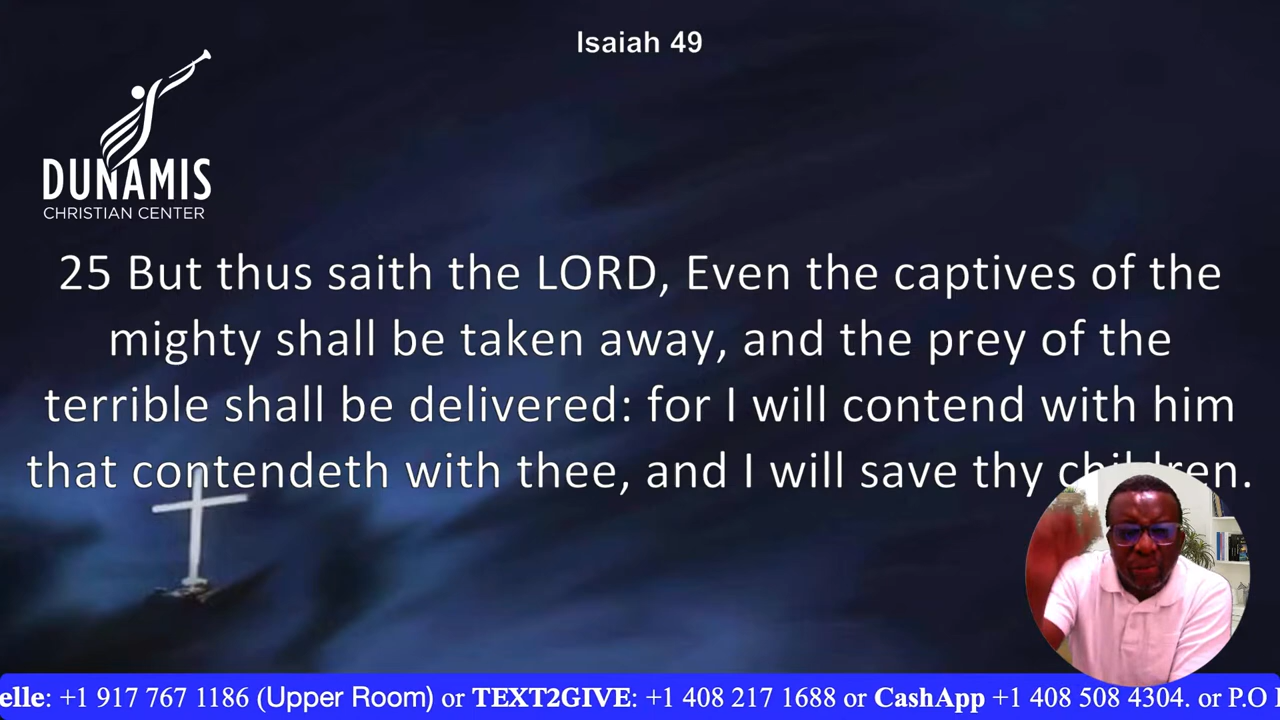 Isaiah 49
DUNAMIS
CHRISTIAN CENTER
25 But thus saith the LORD, Even the captives of the
mighty shall be taken away, and the prey of the
terrible shall be delivered: for I will contend with him
that contendeth with thee, and I will save thy children.
elle: +1 917 767 1186 (Upper Room) or TEXT2GIVE: +1 408 217 1688 or CashApp +1 408 508 4304. or P.O